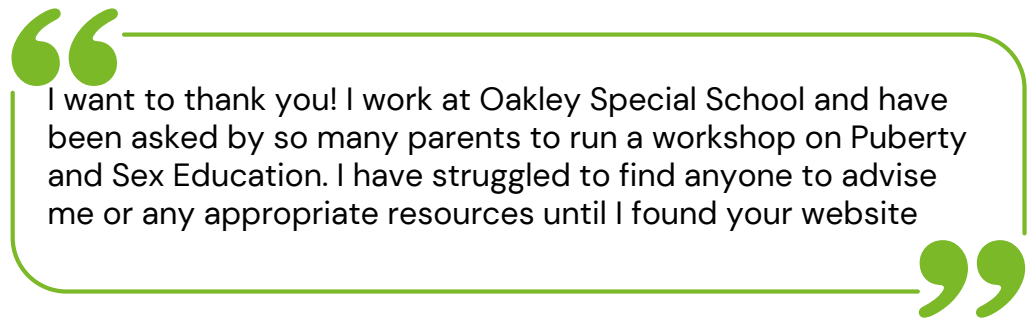 I want to thank you! I work at Oakley Special School and have
been asked by so many parents to run a workshop on Puberty
and Sex Education. I have struggled to find anyone to advise
me or any appropriate resources until I found your website